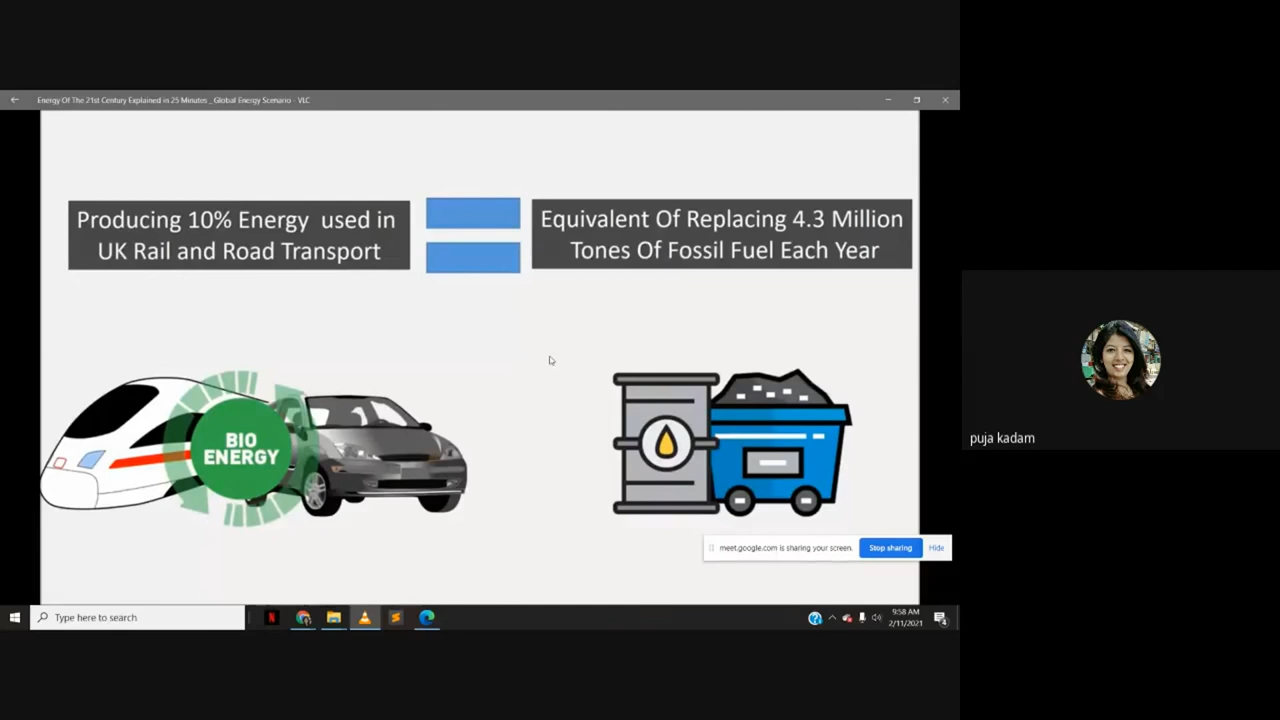 Energy Of The 21st Century Explained in 25 Minutes _ Global Energy Scenario - VLC
Producing 10% Energy used in
UK Rail and Road Transport
Equivalent Of Replacing 4.3 Million
Tones Of Fossil Fuel Each Year
BIO
ENERGY
puja kadam
meet.google.com is sharing your screen.
Stop sharing
Hide
Type here to search
N
S
9:58 AM
2/11/2021
4